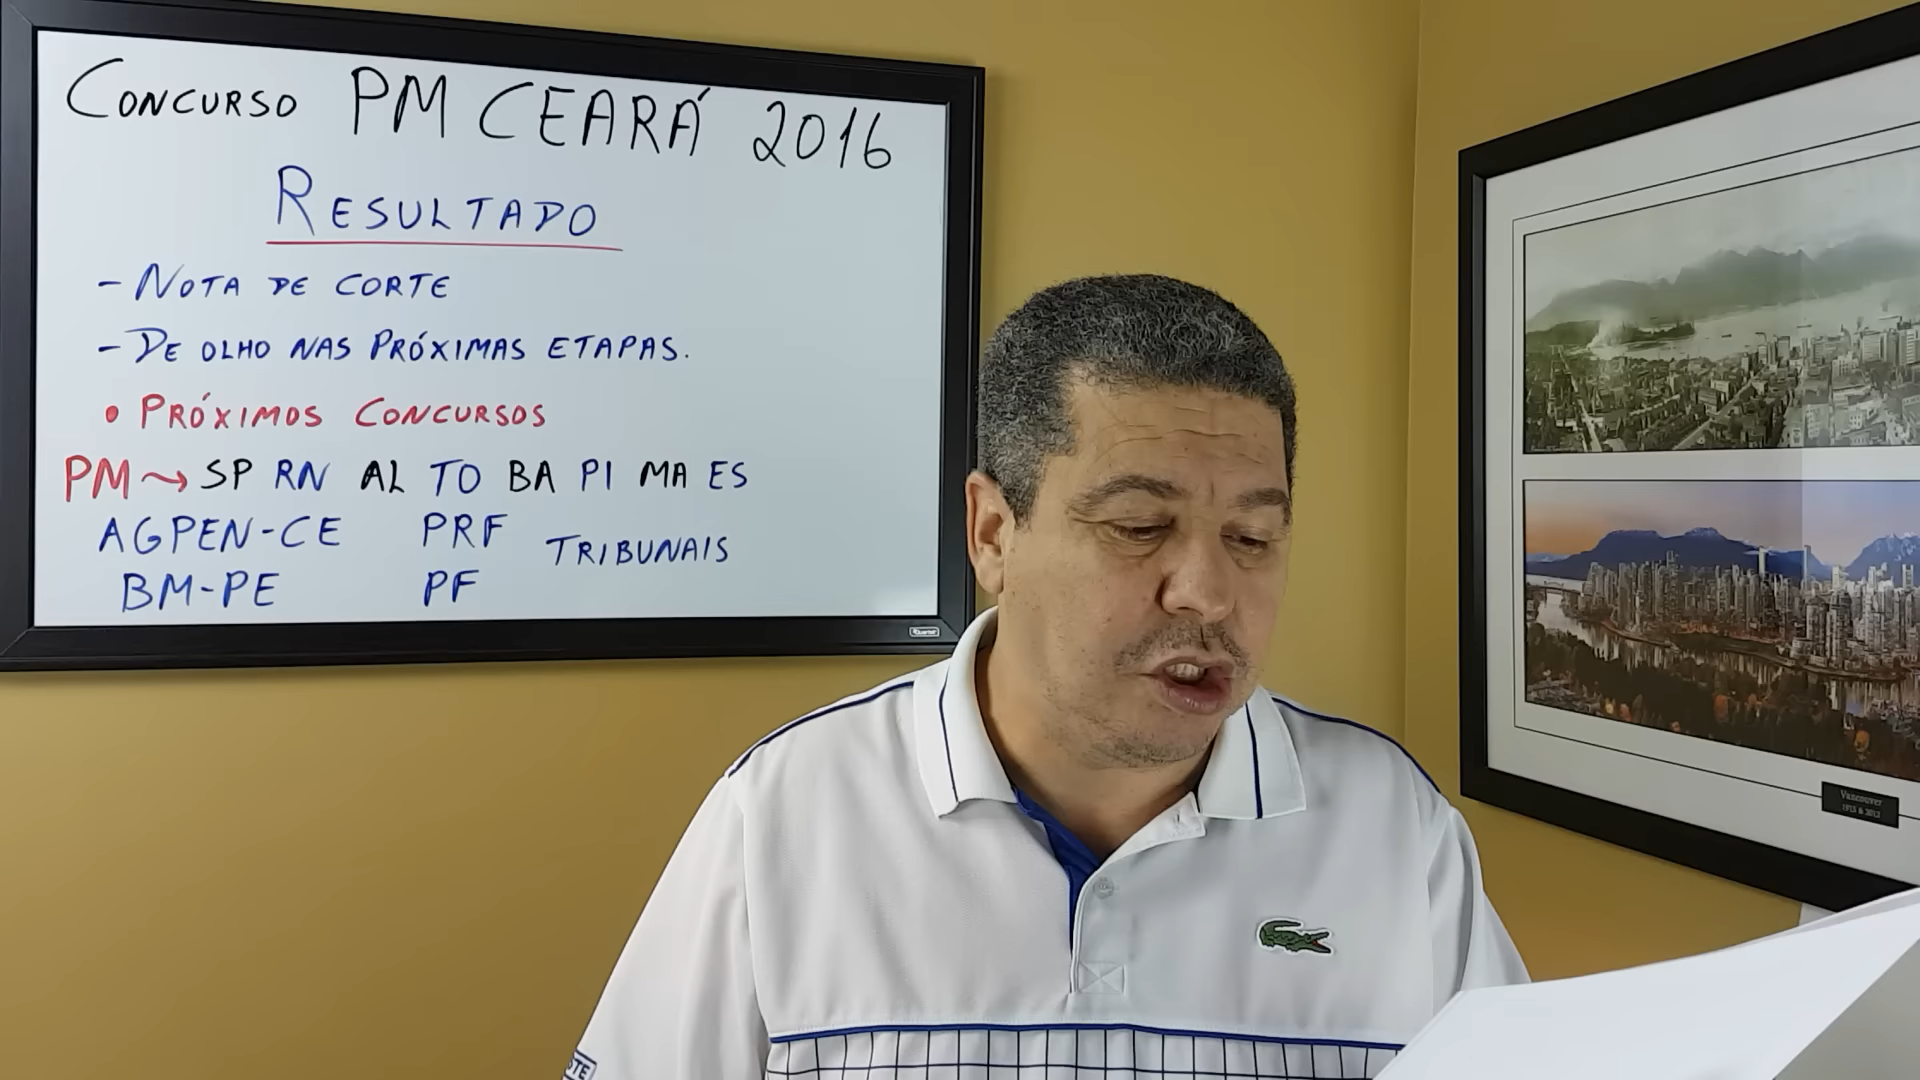 CONCURSO PM CEARÁ 2016
RESULTADO
- NOTA DE CORTE
- DE OLHO NAS PRÓXIMAS ETAPAS.
• PRÓXIMOS CONCURSOS
PM → SP RN AL TO BA PI MA ES
AGPEN-CE PRF TRIBUNAIS
BM-PE PF
Vancouver